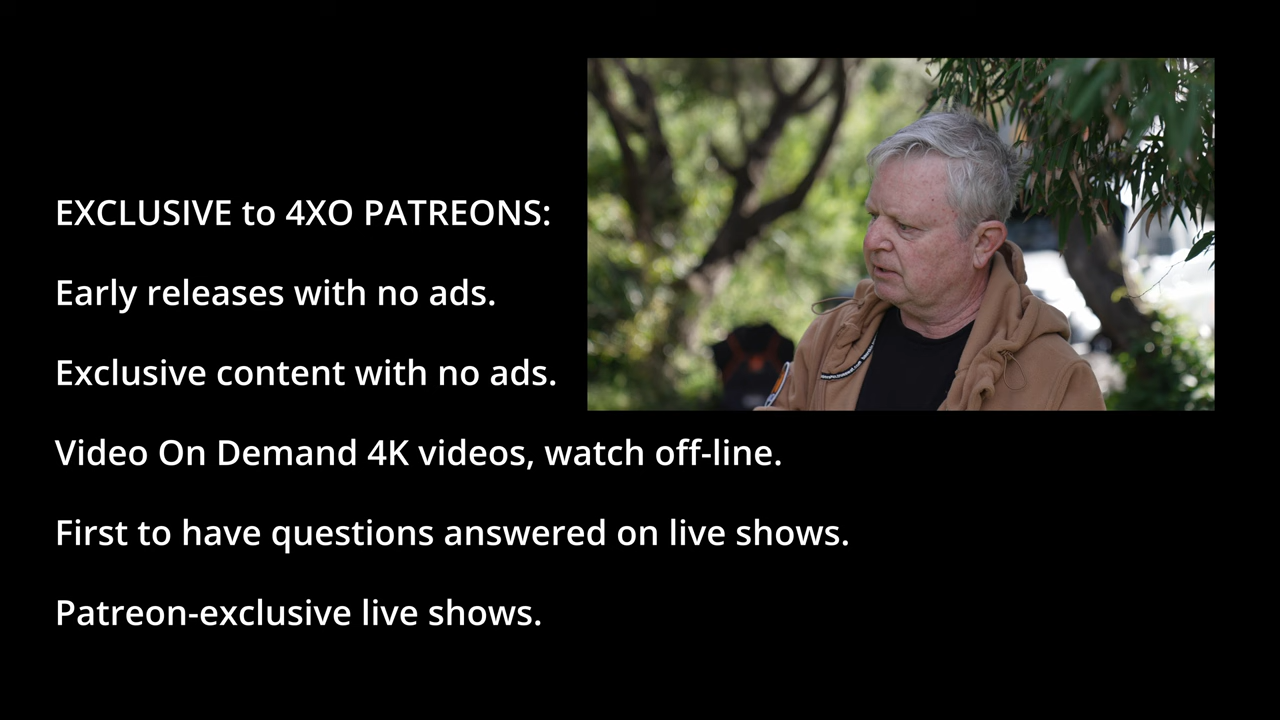 EXCLUSIVE to 4XO PATREONS:
Early releases with no ads.
Exclusive content with no ads.
Video On Demand 4K videos, watch off-line.
First to have questions answered on live shows.
Patreon-exclusive live shows.